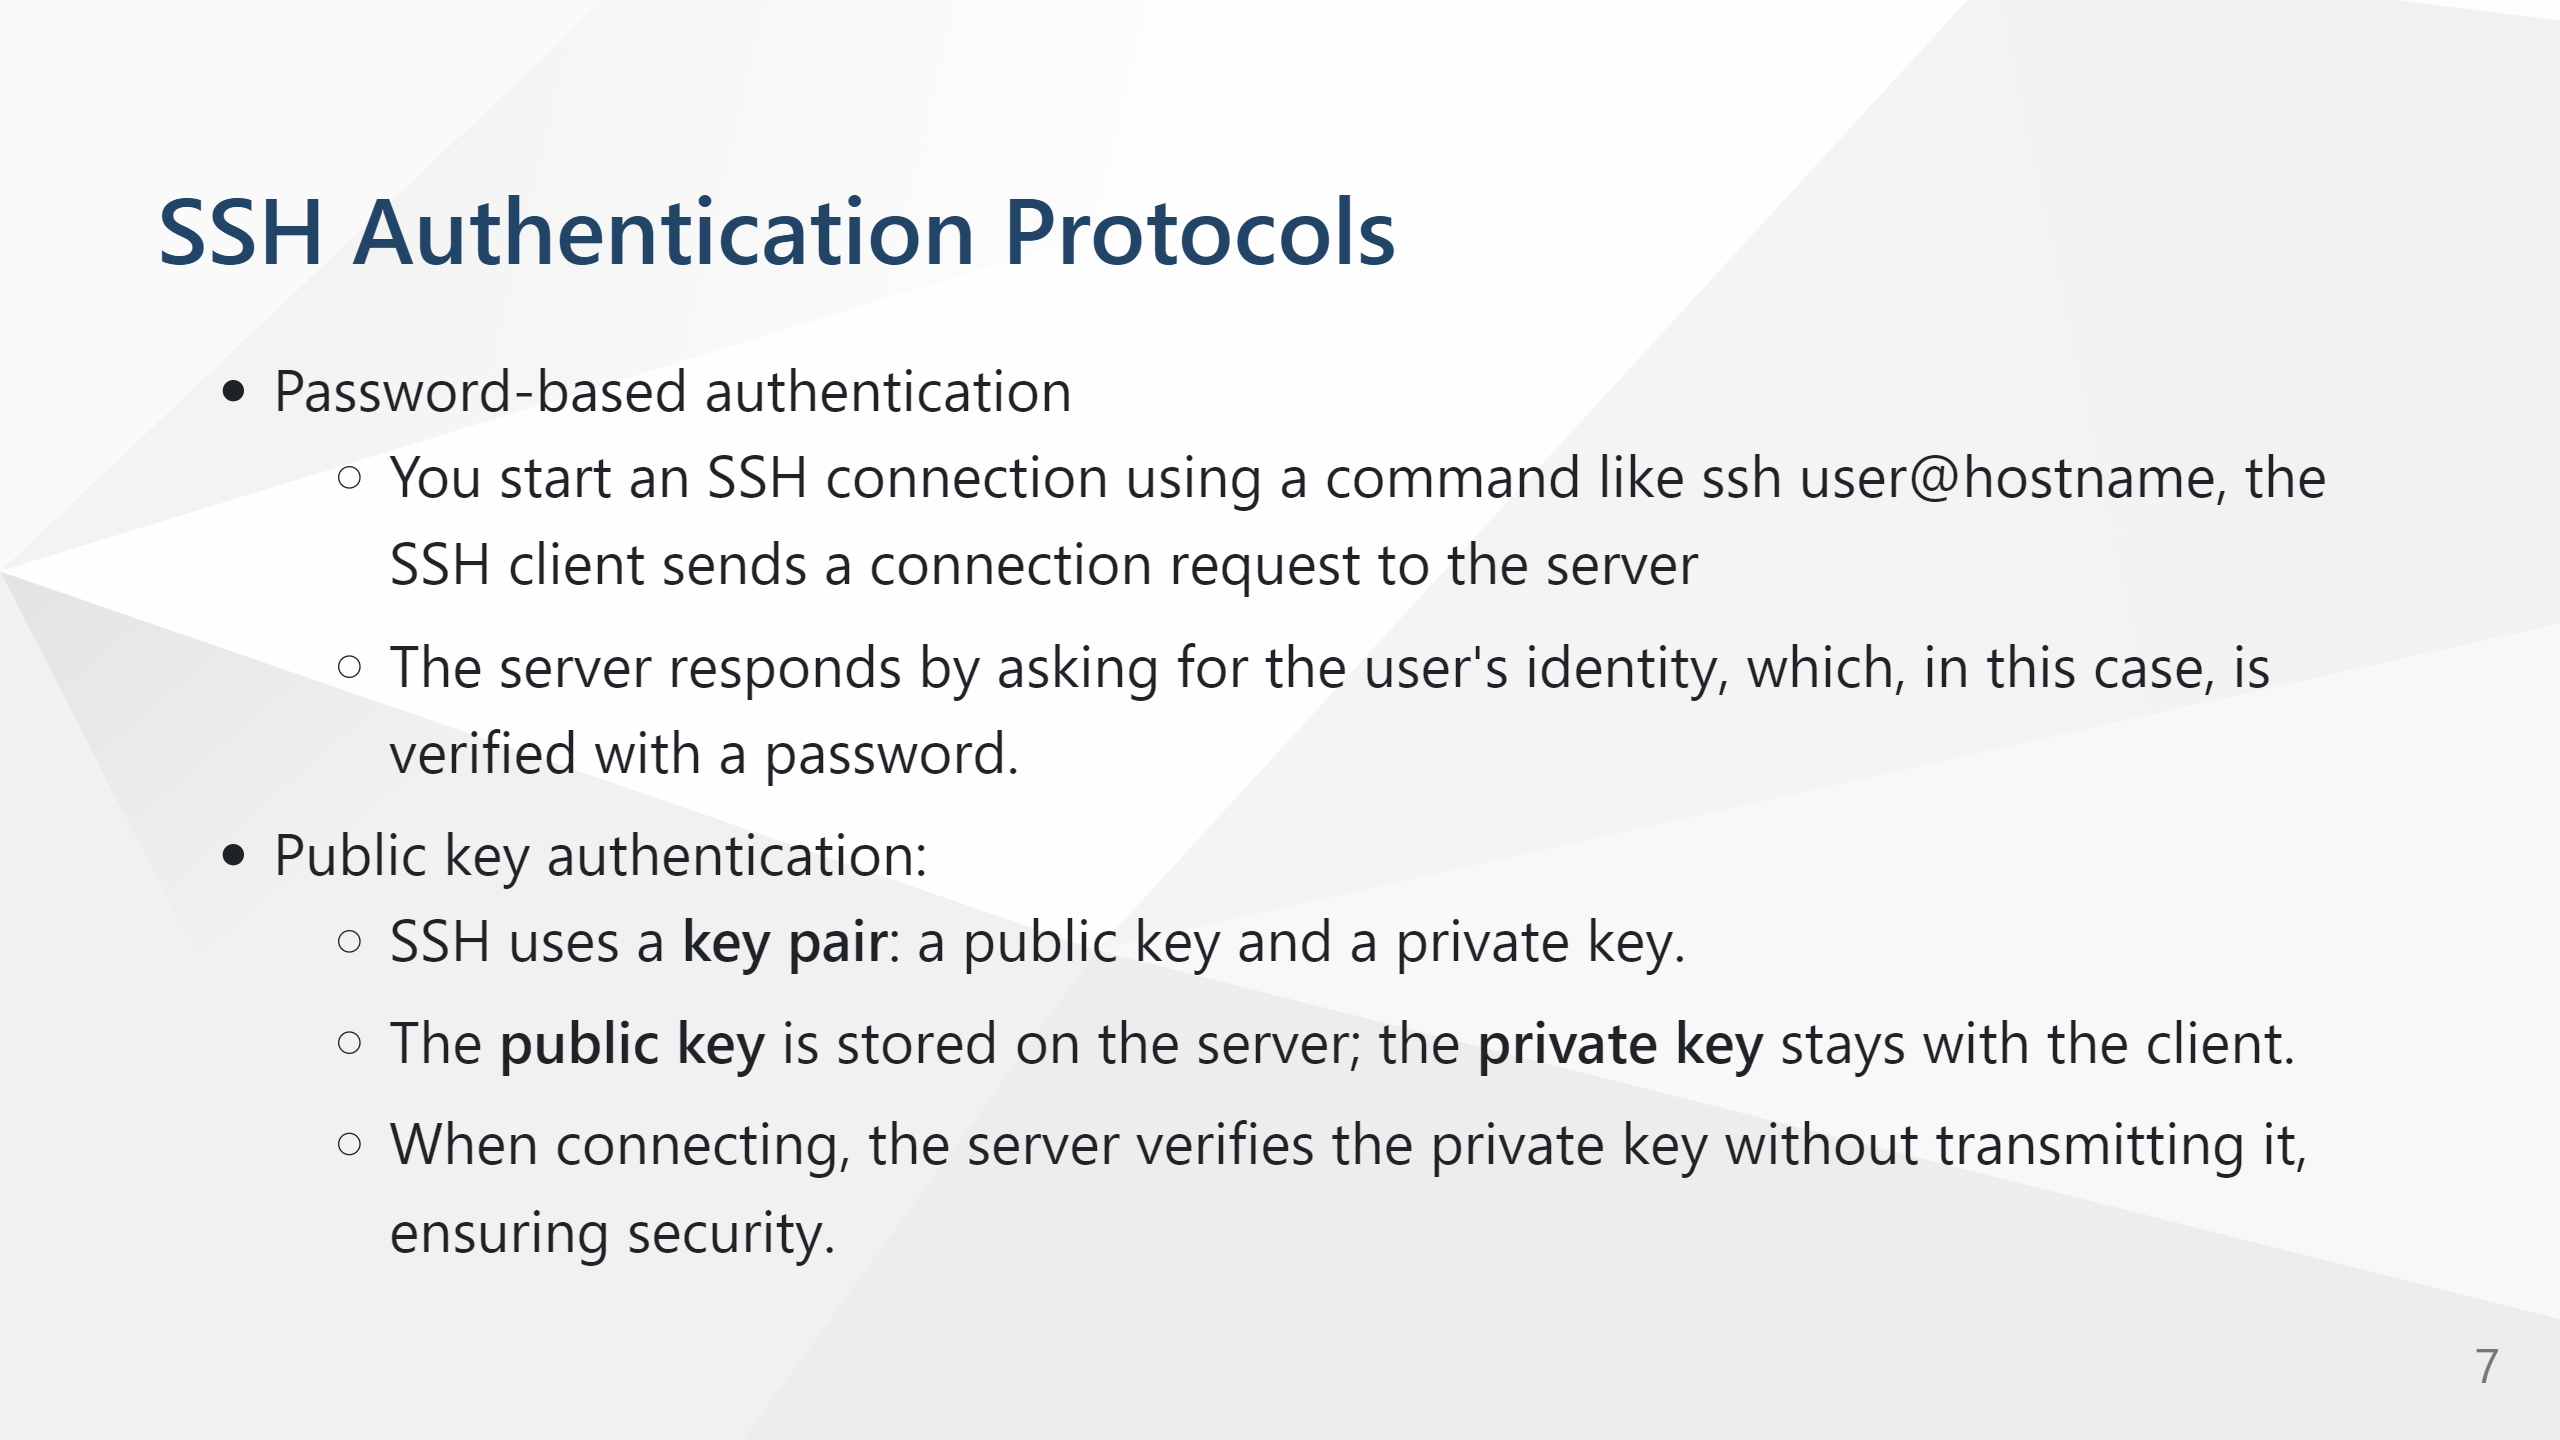 SSH Authentication Protocols
• Password-based authentication
○ You start an SSH connection using a command like ssh user@hostname, the
SSH client sends a connection request to the server
○ The server responds by asking for the user's identity, which, in this case, is
verified with a password.
• Public key authentication:
○ SSH uses a key pair: a public key and a private key.
○ The public key is stored on the server; the private key stays with the client.
○ When connecting, the server verifies the private key without transmitting it,
ensuring security.
7